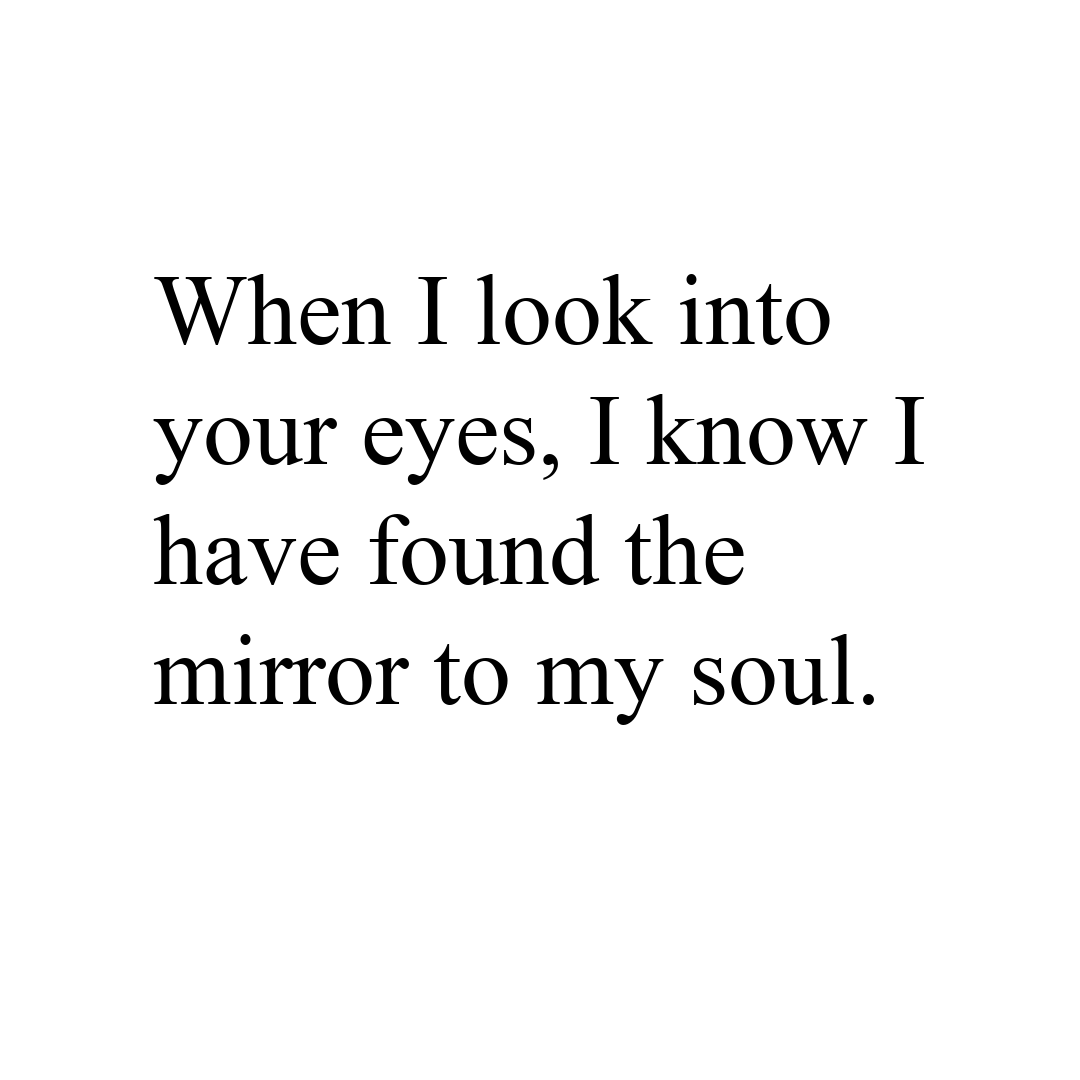 When I look into
your eyes, I know I
have found the
mirror to my soul.